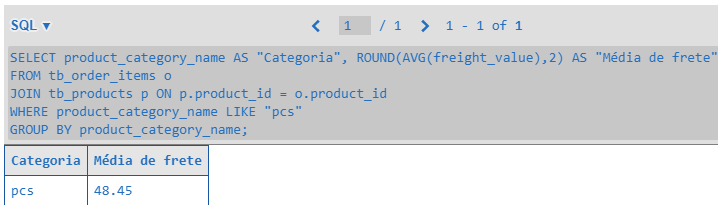 SQL ▼ < 1 / 1 > 1 - 1 of 1
SELECT product_category_name AS "Categoria", ROUND(AVG(freight_value),2) AS "Média de frete"
FROM tb_order_items o
JOIN tb_products p ON p.product_id = o.product_id
WHERE product_category_name LIKE "pcs"
GROUP BY product_category_name;
Categoria Média de frete
pcs 48.45